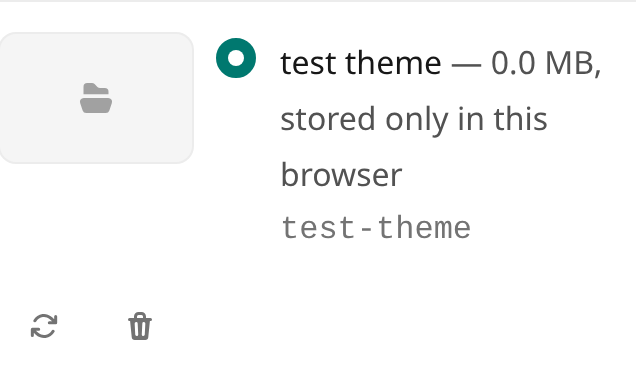 test theme — 0.0 MB,
stored only in this
browser
test-theme